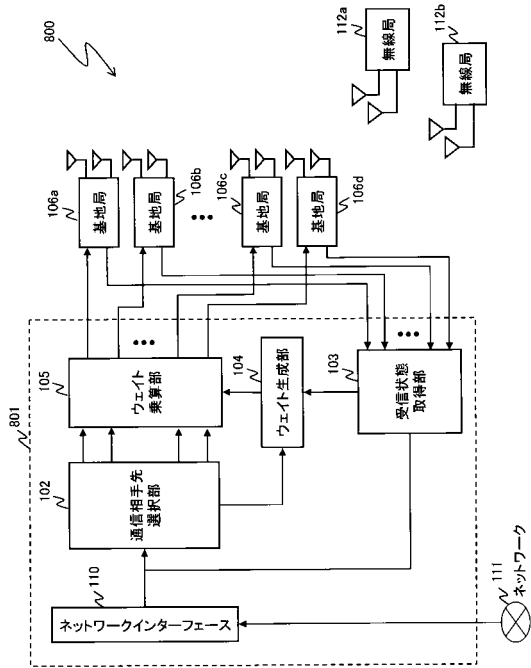 800
801
106a
基地局
106b
基地局
106c
基地局
106d
基地局
112a
無線局
112b
無線局
105
ウェイト
乗算部
104
ウェイト生成部
103
受信状態
取得部
102
通信相手先
選択部
110
ネットワークインターフェース
111
ネットワーク